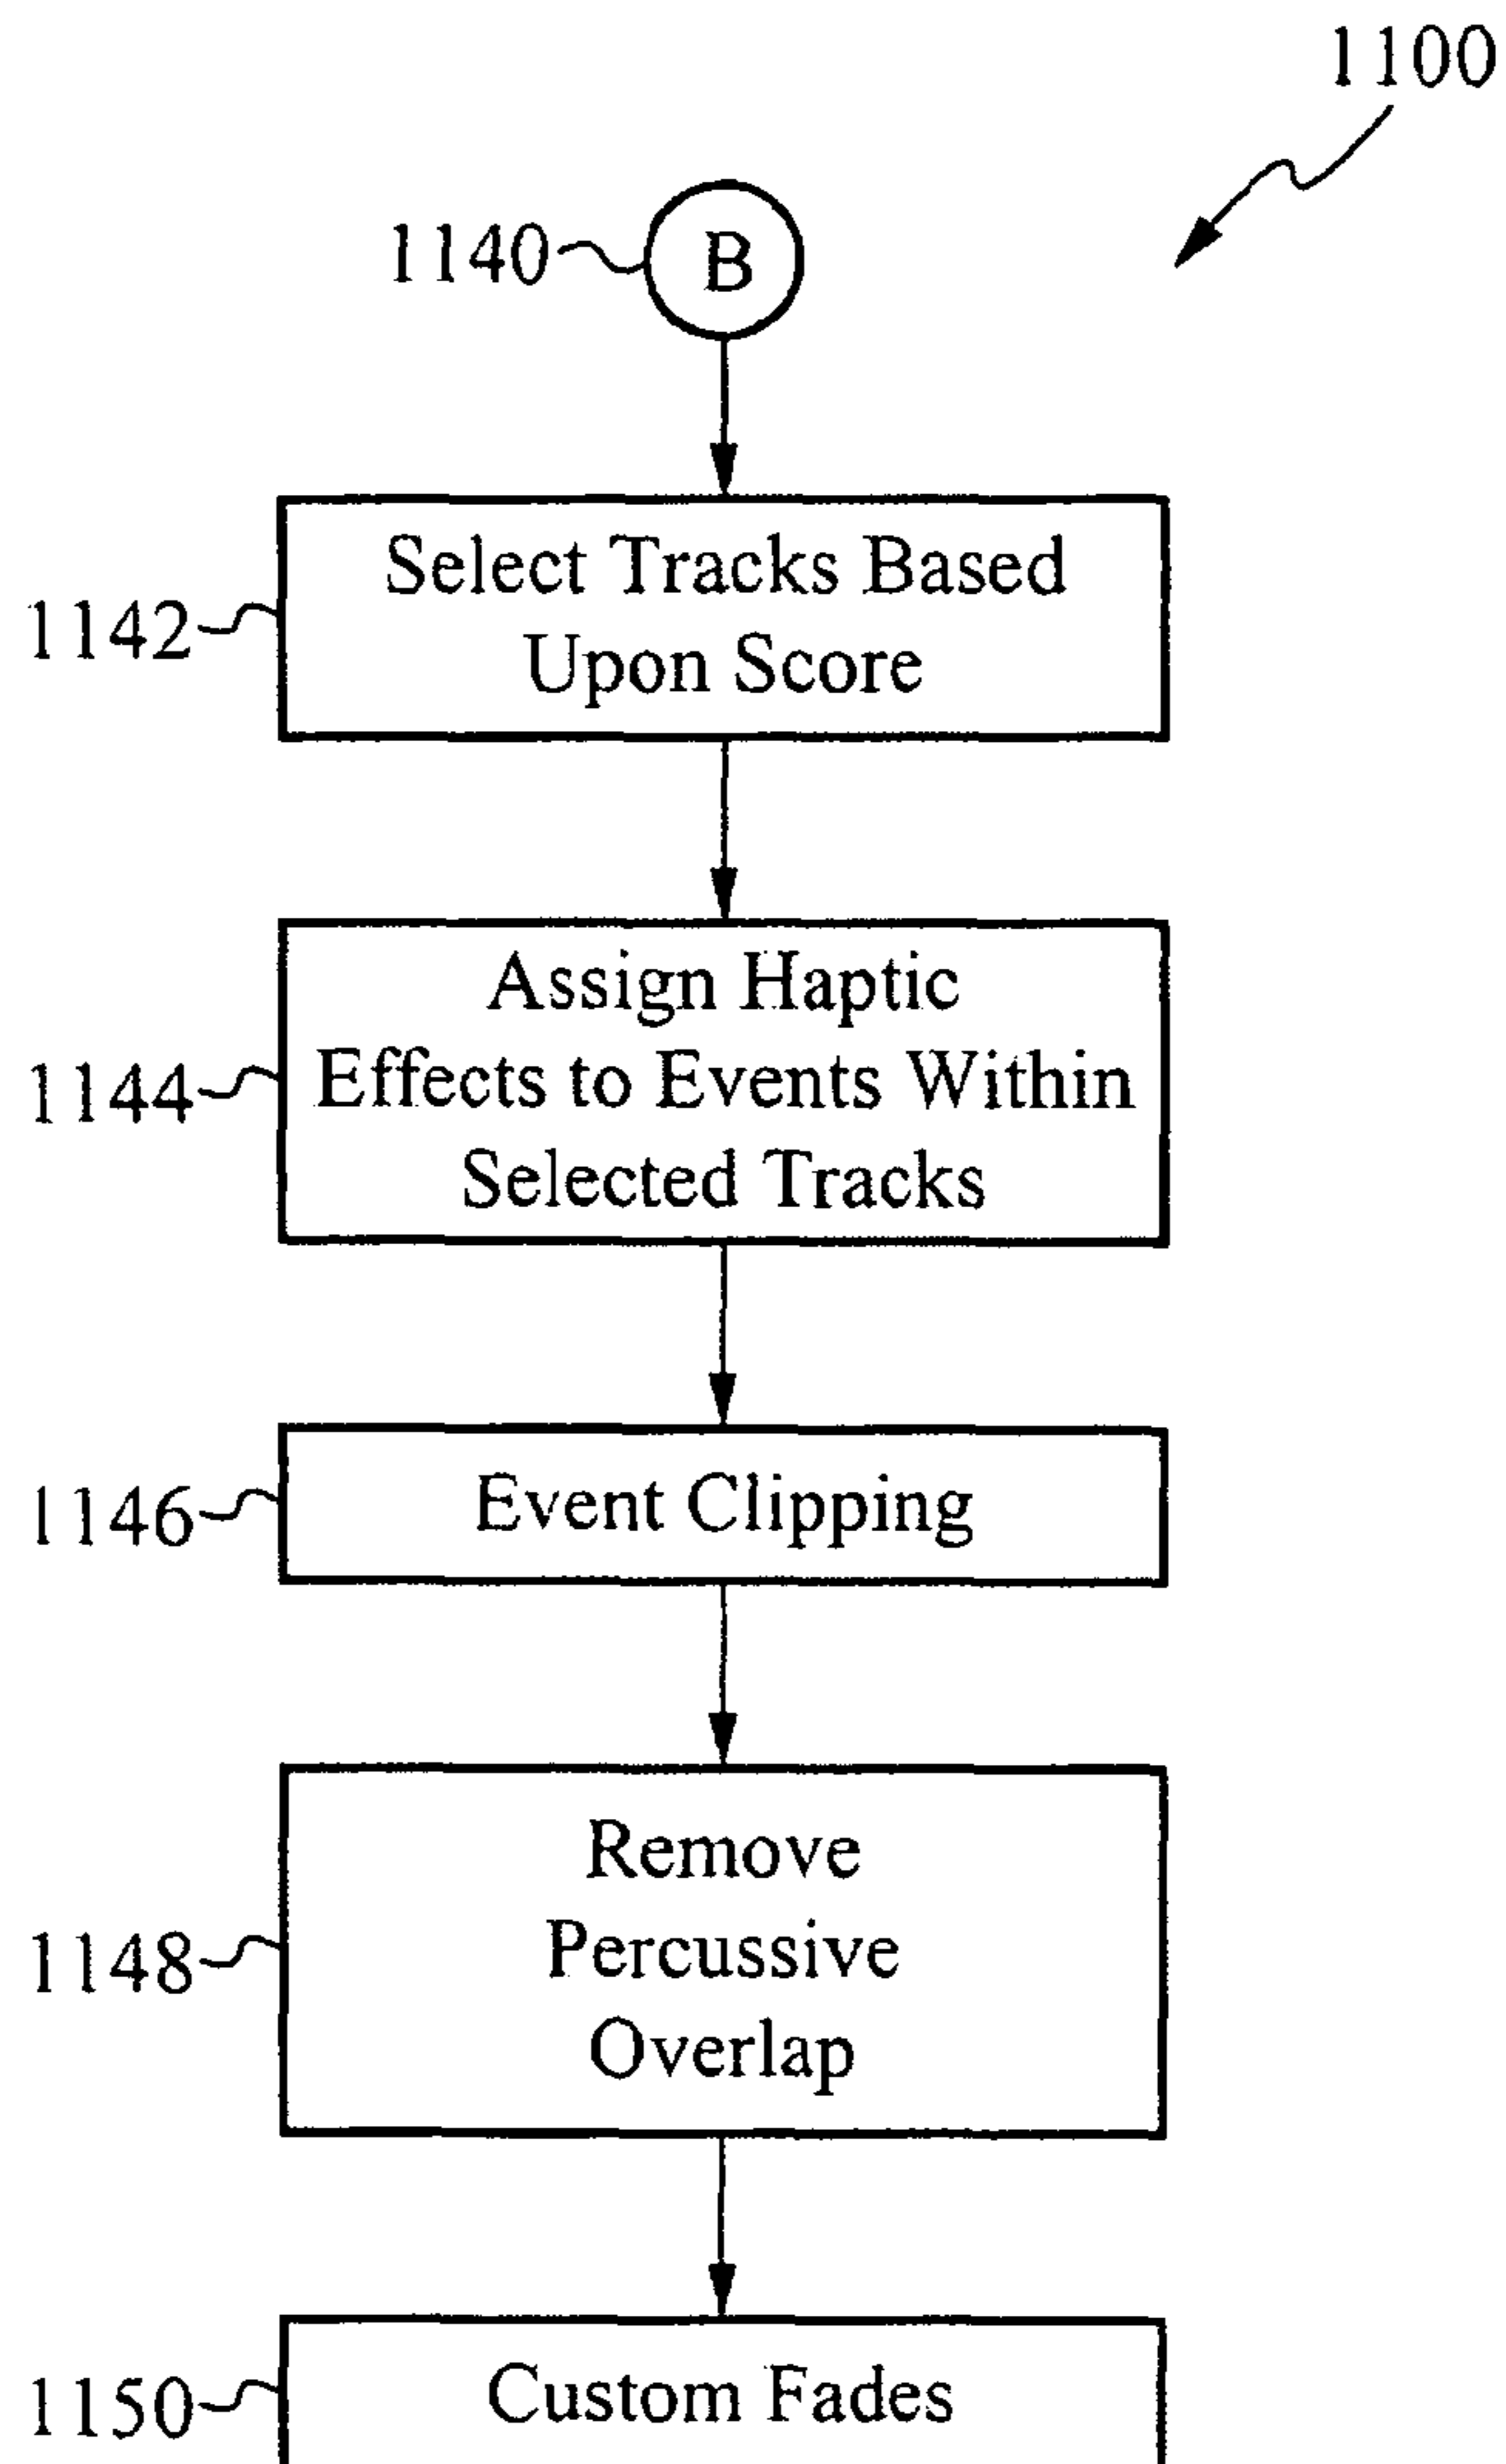 1100
1140
B
1142
Select Tracks Based
Upon Score
1144
Assign Haptic
Effects to Events Within
Selected Tracks
1146
Event Clipping
1148
Remove
Percussive
Overlap
1150
Custom Fades